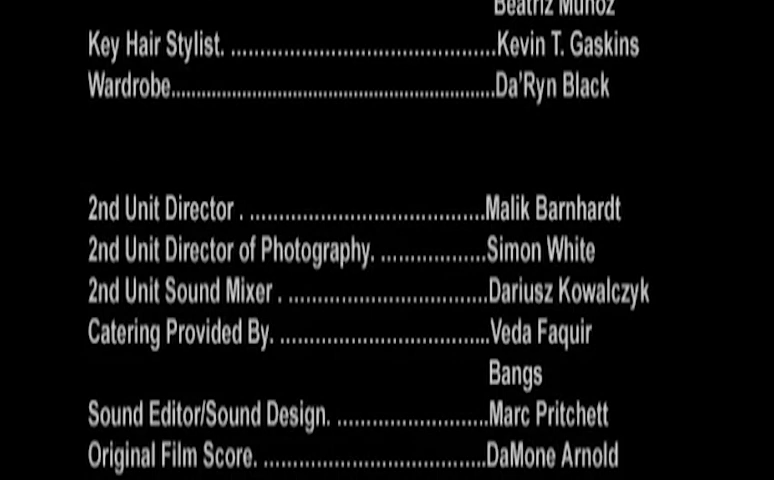 Beatriz Munoz
Key Hair Stylist. ............................................Kevin T. Gaskins
Wardrobe................................................................Da'Ryn Black
2nd Unit Director . .......................................Malik Barnhardt
2nd Unit Director of Photography. ..................Simon White
2nd Unit Sound Mixer . .................................Dariusz Kowalczyk
Catering Provided By. ...................................Veda Faquir
Bangs
Sound Editor/Sound Design. .........................Marc Pritchett
Original Film Score. .....................................DaMone Arnold